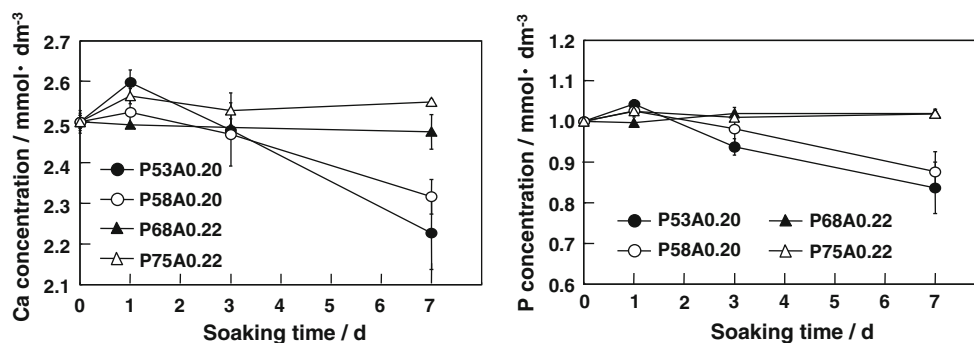 Ca concentration / mmol· dm⁻³
2.7
2.6
2.5
2.4
2.3
2.2
2.1
P53A0.20
P58A0.20
P68A0.22
P75A0.22
0 1 2 3 4 5 6 7
Soaking time / d
P concentration / mmol· dm⁻³
1.2
1.1
1.0
0.9
0.8
0.7
0.6
P53A0.20 P68A0.22
P58A0.20 P75A0.22
0 1 2 3 4 5 6 7
Soaking time / d